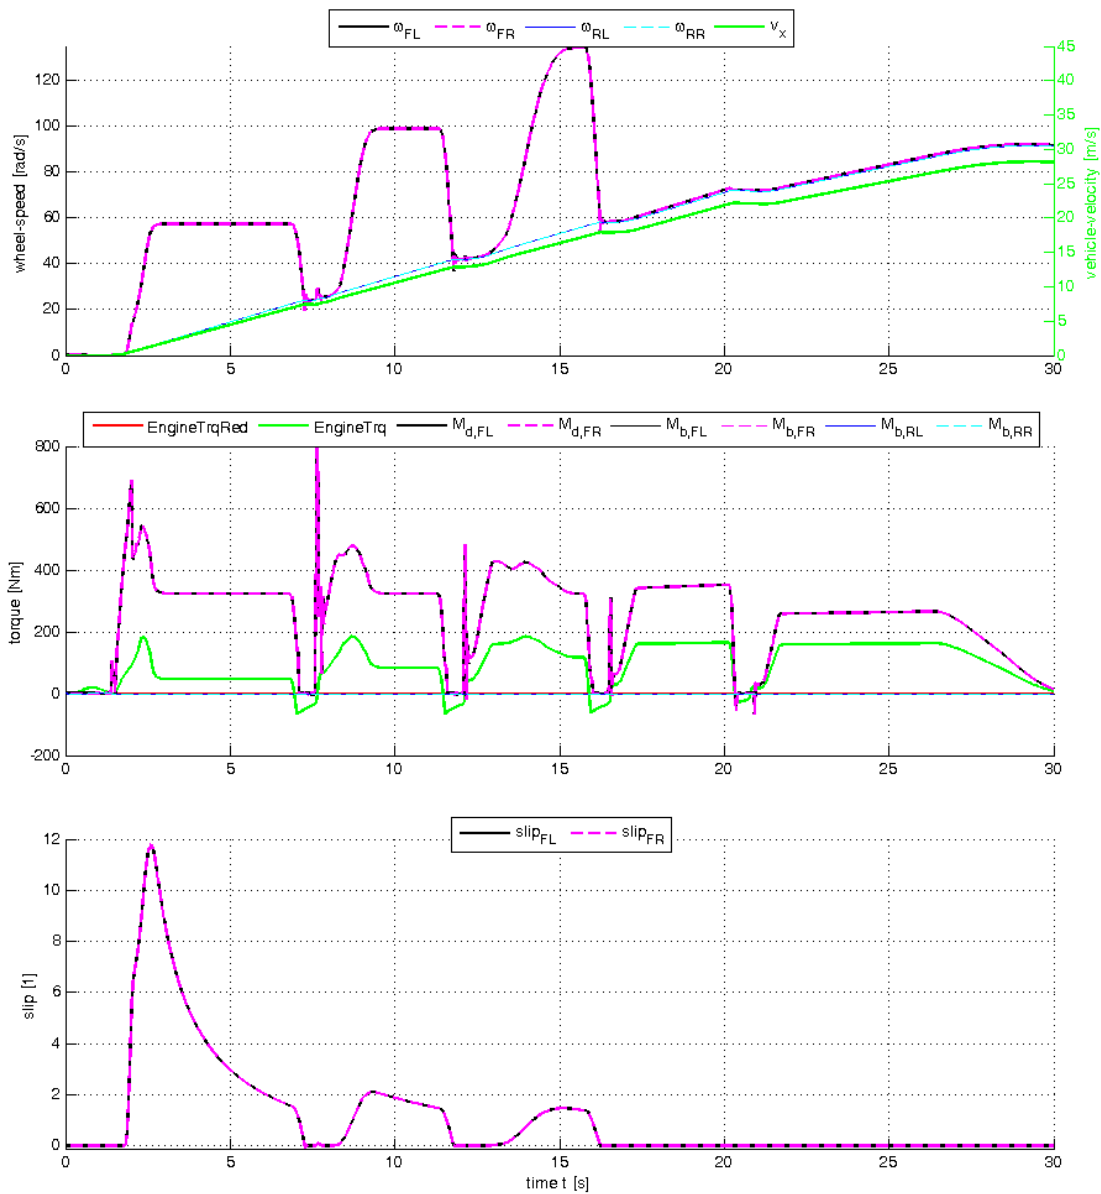 ω_FL ω_FR ω_RL ω_RR v_x
wheel-speed [rad/s]
120
100
80
60
40
20
0
45
40
35
30
25
20
15
10
5
0
vehicle-velocity [m/s]
0 5 10 15 20 25 30
EngineTrqRed EngineTrq M_d,FL M_d,FR M_b,FL M_b,FR M_b,RL M_b,RR
torque [Nm]
800
600
400
200
0
-200
0 5 10 15 20 25 30
slip_FL slip_FR
slip [1]
12
10
8
6
4
2
0
0 5 10 15 20 25 30
time t [s]